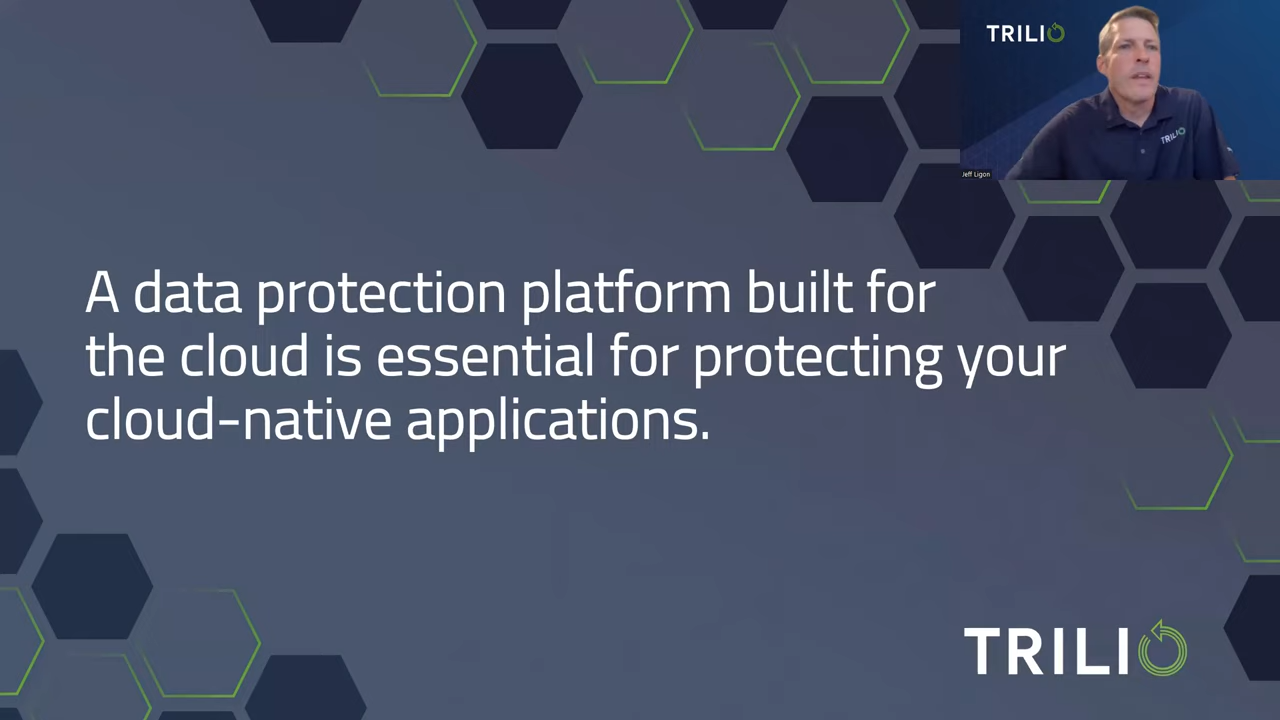 TRILIO
TRILIO
Jeff Ligon
A data protection platform built for
the cloud is essential for protecting your
cloud-native applications.
TRILIO